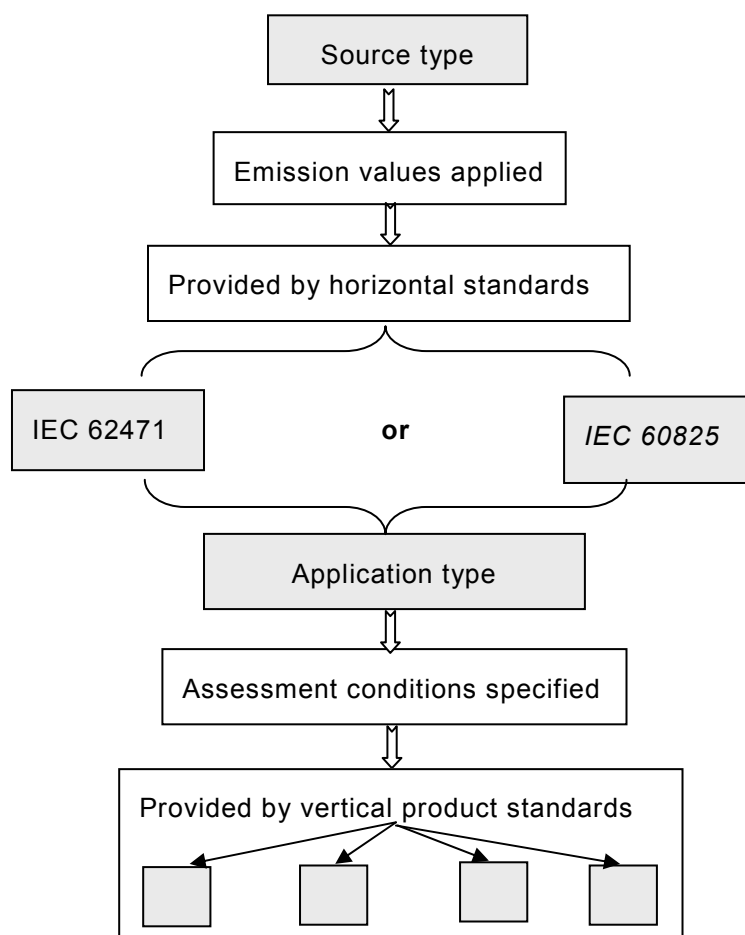 Source type
Emission values applied
Provided by horizontal standards
IEC 62471
or
IEC 60825
Application type
Assessment conditions specified
Provided by vertical product standards